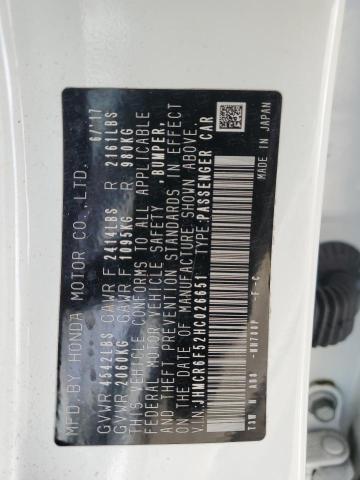 MFD.BY HONDA MOTOR CO.,LTD. 6/'17
GVWR 4542LBS GAWR F 2414LBS R 2161LBS
GVWR 2060KG GAWR F 1095KG R 980KG
THIS VEHICLE CONFORMS TO ALL APPLICABLE
FEDERAL MOTOR VEHICLE SAFETY, BUMPER,
AND THEFT PREVENTION STANDARDS IN EFFECT
ON THE DATE OF MANUFACTURE SHOWN ABOVE.
V.I.N:JHMCR6F52HC026651 TYPE:PASSENGER CAR
MADE IN JAPAN
T3W -F -C